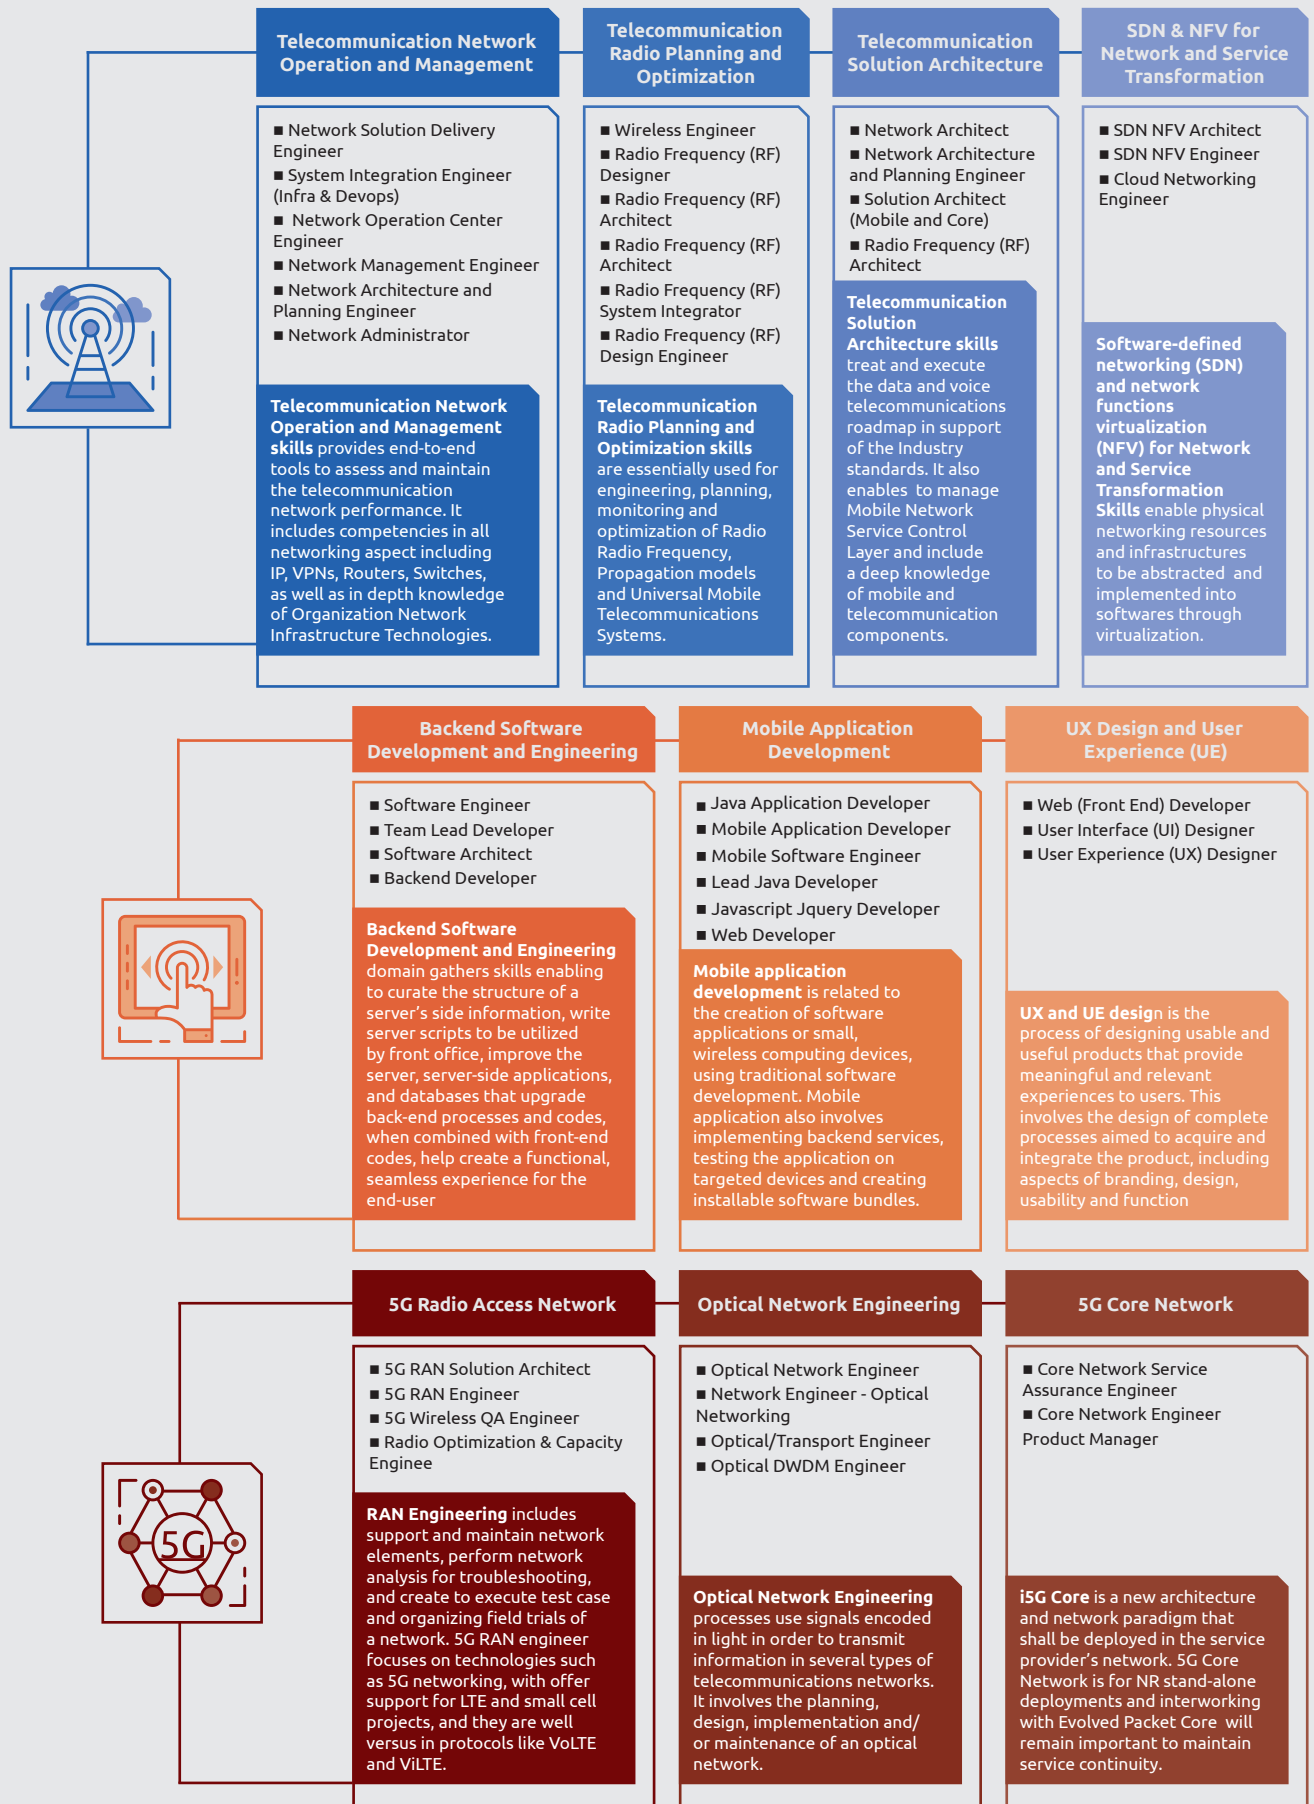 Telecommunication Network
Operation and Management
■ Network Solution Delivery
Engineer
■ System Integration Engineer
(Infra & Devops)
■ Network Operation Center
Engineer
■ Network Management Engineer
■ Network Architecture and
Planning Engineer
■ Network Administrator
Telecommunication Network
Operation and Management
skills provides end-to-end
tools to assess and maintain
the telecommunication
network performance. It
includes competencies in all
networking aspect including
IP, VPNs, Routers, Switches,
as well as in depth knowledge
of Organization Network
Infrastructure Technologies.
Telecommunication
Radio Planning and
Optimization
■ Wireless Engineer
■ Radio Frequency (RF)
Designer
■ Radio Frequency (RF)
Architect
■ Radio Frequency (RF)
Architect
■ Radio Frequency (RF)
System Integrator
■ Radio Frequency (RF)
Design Engineer
Telecommunication
Radio Planning and
Optimization skills
are essentially used for
engineering, planning,
monitoring and
optimization of Radio
Radio Frequency,
Propagation models
and Universal Mobile
Telecommunications
Systems.
Telecommunication
Solution Architecture
■ Network Architect
■ Network Architecture
and Planning Engineer
■ Solution Architect
(Mobile and Core)
■ Radio Frequency (RF)
Architect
Telecommunication
Solution
Architecture skills
treat and execute
the data and voice
telecommunications
roadmap in support
of the Industry
standards. It also
enables to manage
Mobile Network
Service Control
Layer and include
a deep knowledge
of mobile and
telecommunication
components.
SDN & NFV for
Network and Service
Transformation
■ SDN NFV Architect
■ SDN NFV Engineer
■ Cloud Networking
Engineer
Software-defined
networking (SDN)
and network
functions
virtualization
(NFV) for Network
and Service
Transformation
Skills enable physical
networking resources
and infrastructures
to be abstracted and
implemented into
softwares through
virtualization.
Backend Software
Development and Engineering
■ Software Engineer
■ Team Lead Developer
■ Software Architect
■ Backend Developer
Backend Software
Development and Engineering
domain gathers skills enabling
to curate the structure of a
server's side information, write
server scripts to be utilized
by front office, improve the
server, server-side applications,
and databases that upgrade
back-end processes and codes,
when combined with front-end
codes, help create a functional,
seamless experience for the
end-user
Mobile Application
Development
■ Java Application Developer
■ Mobile Application Developer
■ Mobile Software Engineer
■ Lead Java Developer
■ Javascript Jquery Developer
■ Web Developer
Mobile application
development is related to
the creation of software
applications or small,
wireless computing devices,
using traditional software
development. Mobile
application also involves
implementing backend services,
testing the application on
targeted devices and creating
installable software bundles.
UX Design and User
Experience (UE)
■ Web (Front End) Developer
■ User Interface (UI) Designer
■ User Experience (UX) Designer
UX and UE design is the
process of designing usable and
useful products that provide
meaningful and relevant
experiences to users. This
involves the design of complete
processes aimed to acquire and
integrate the product, including
aspects of branding, design,
usability and function
5G
5G Radio Access Network
■ 5G RAN Solution Architect
■ 5G RAN Engineer
■ 5G Wireless QA Engineer
■ Radio Optimization & Capacity
Enginee
RAN Engineering includes
support and maintain network
elements, perform network
analysis for troubleshooting,
and create to execute test case
and organizing field trials of
a network. 5G RAN engineer
focuses on technologies such
as 5G networking, with offer
support for LTE and small cell
projects, and they are well
versus in protocols like VoLTE
and ViLTE.
Optical Network Engineering
■ Optical Network Engineer
■ Network Engineer - Optical
Networking
■ Optical/Transport Engineer
■ Optical DWDM Engineer
Optical Network Engineering
processes use signals encoded
in light in order to transmit
information in several types of
telecommunications networks.
It involves the planning,
design, implementation and/
or maintenance of an optical
network.
5G Core Network
■ Core Network Service
Assurance Engineer
■ Core Network Engineer
Product Manager
i5G Core is a new architecture
and network paradigm that
shall be deployed in the service
provider's network. 5G Core
Network is for NR stand-alone
deployments and interworking
with Evolved Packet Core will
remain important to maintain
service continuity.